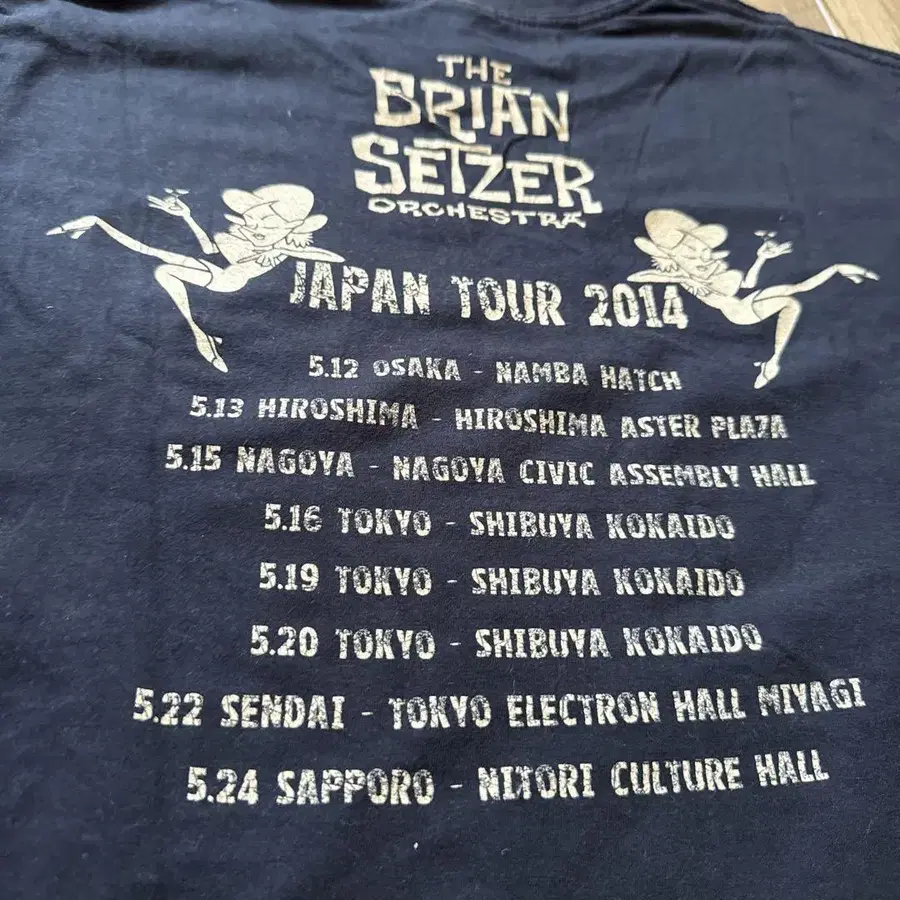 THE
BRIAN
SETZER
ORCHESTRA
JAPAN TOUR 2014
5.12 OSAKA - NAMBA HATCH
5.13 HIROSHIMA - HIROSHIMA ASTER PLAZA
5.15 NAGOYA - NAGOYA CIVIC ASSEMBLY HALL
5.16 TOKYO - SHIBUYA KOKAIDO
5.19 TOKYO - SHIBUYA KOKAIDO
5.20 TOKYO - SHIBUYA KOKAIDO
5.22 SENDAI - TOKYO ELECTRON HALL MIYAGI
5.24 SAPPORO - NITORI CULTURE HALL